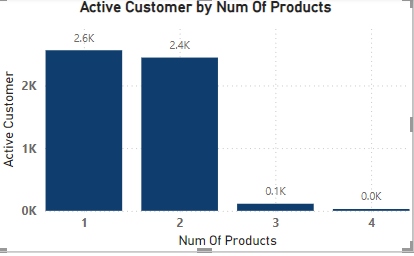 Active Customer by Num Of Products
2.6K
2.4K
2K
Active Customer
1K
0.1K
0.0K
0K
1 2 3 4
Num Of Products